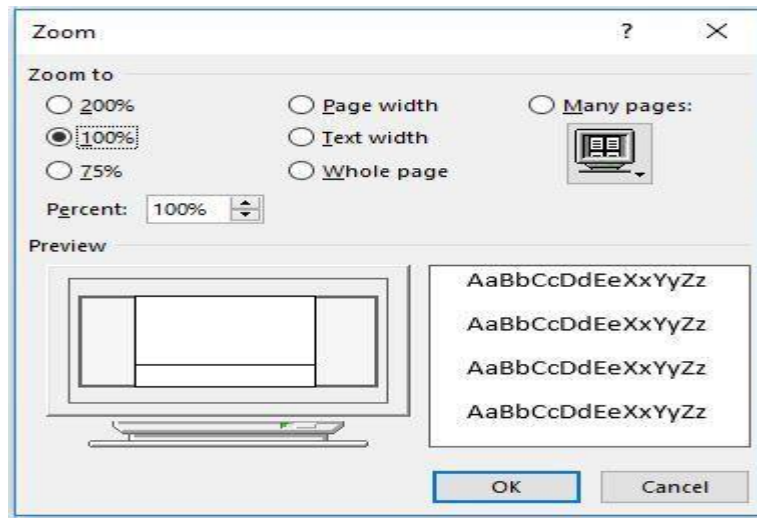 Zoom ?
Zoom to
200% Page width Many pages:
100% Text width
75% Whole page
Percent: 100%
Preview
AaBbCcDdEeXxYyZz
AaBbCcDdEeXxYyZz
AaBbCcDdEeXxYyZz
AaBbCcDdEeXxYyZz
OK Cancel